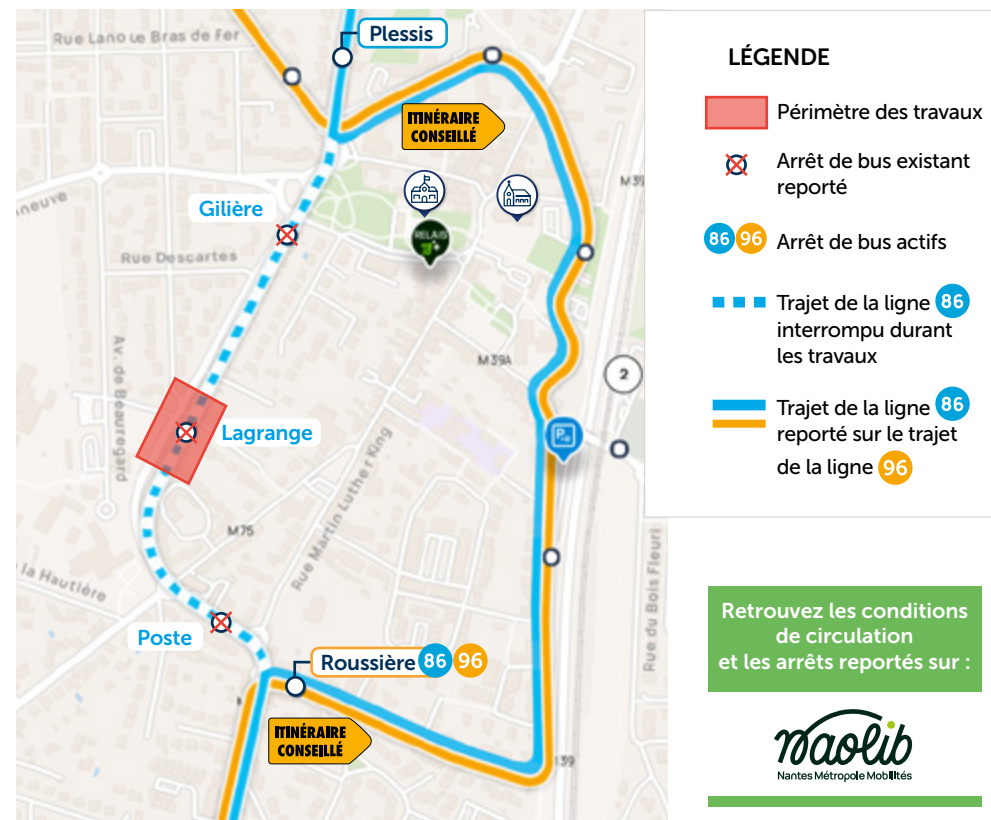 Rue Lanoue Bras de Fer
Plessis
ITINÉRAIRE
CONSEILLÉ
Gilière
RELAIS
Rue Descartes
M39A
2
Av. de Beauregard
Lagrange
Rue Martin Luther King
M75
la Hautière
Poste
Roussière 86 96
ITINÉRAIRE
CONSEILLÉ
Rue du Bois Fleuri
LÉGENDE
Périmètre des travaux
Arrêt de bus existant
reporté
86 96 Arrêt de bus actifs
Trajet de la ligne 86
interrompu durant
les travaux
Trajet de la ligne 86
reporté sur le trajet
de la ligne 96
Retrouvez les conditions
de circulation
et les arrêts reportés sur :
naolib
Nantes Métropole Mobilités